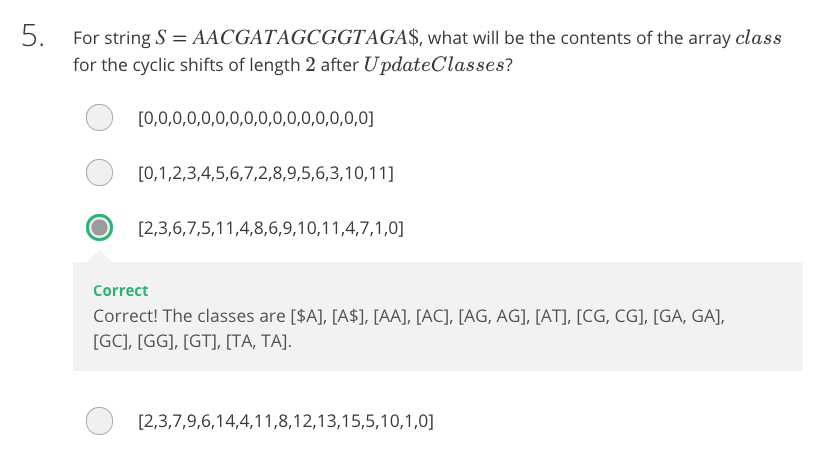 5. For string S = AACGATAGCGGTAGA$, what will be the contents of the array class
for the cyclic shifts of length 2 after UpdateClasses?
[0,0,0,0,0,0,0,0,0,0,0,0,0,0,0,0]
[0,1,2,3,4,5,6,7,2,8,9,5,6,3,10,11]
[2,3,6,7,5,11,4,8,6,9,10,11,4,7,1,0]
Correct
Correct! The classes are [$A], [A$], [AA], [AC], [AG, AG], [AT], [CG, CG], [GA, GA],
[GC], [GG], [GT], [TA, TA].
[2,3,7,9,6,14,4,11,8,12,13,15,5,10,1,0]